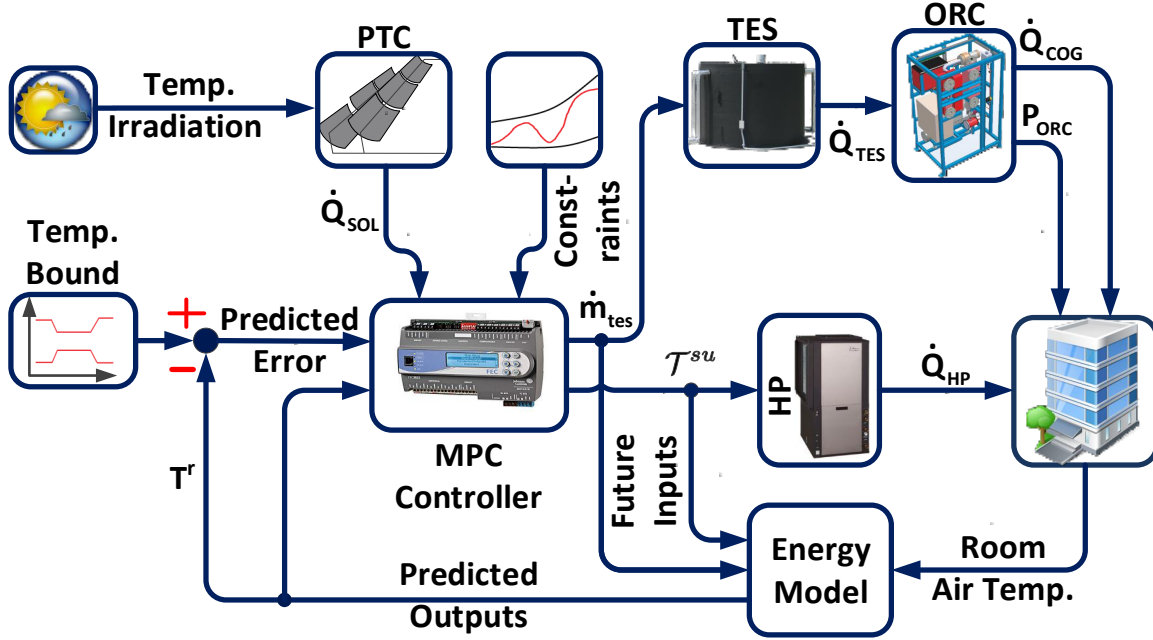 PTC
TES
ORC
Q̇COG
Temp.
Irradiation
PORC
Q̇TES
Q̇SOL
Const-
raints
Temp.
Bound
ṁtes
+
Predicted
Error
−
𝒯su
HP
Q̇HP
FEC
Tr
MPC
Controller
Future
Inputs
Energy
Model
Room
Air Temp.
Predicted
Outputs